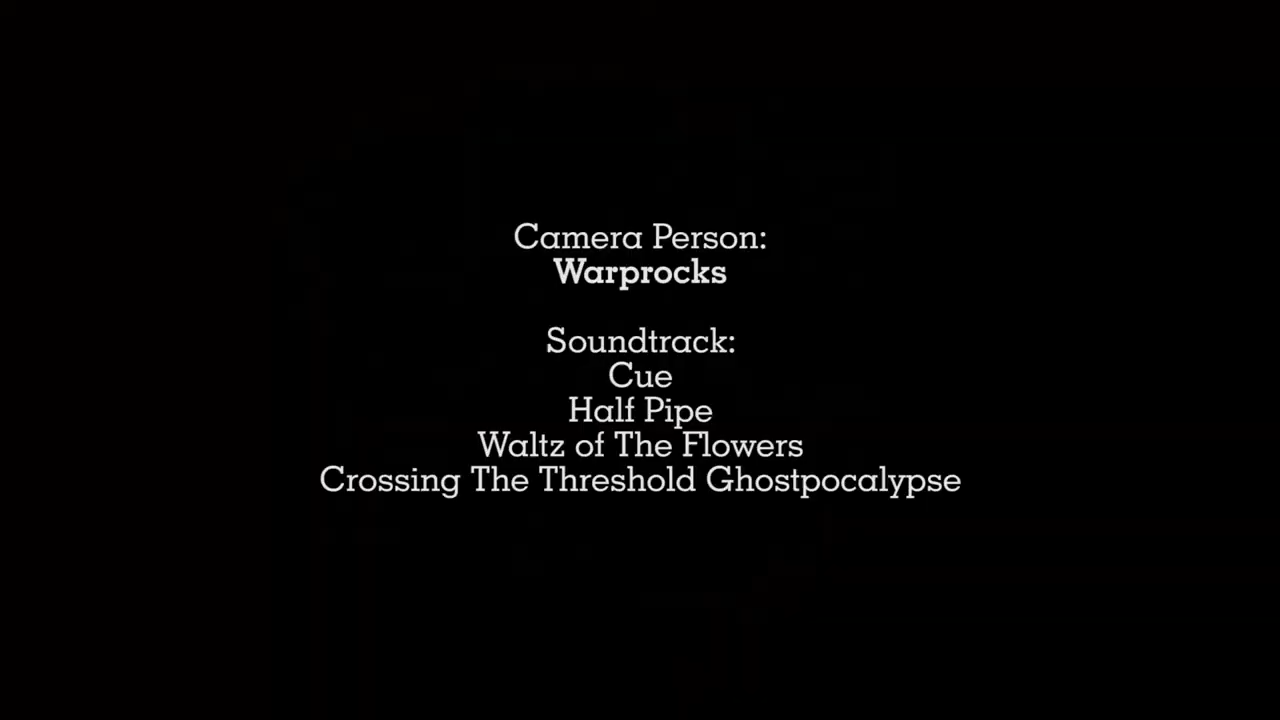 Camera Person:
Warprocks
Soundtrack:
Cue
Half Pipe
Waltz of The Flowers
Crossing The Threshold Ghostpocalypse